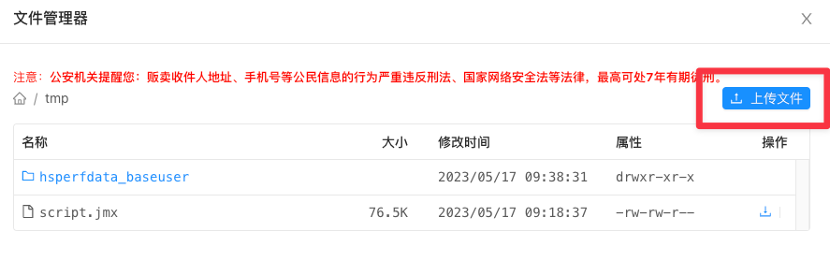 文件管理器
注意：公安机关提醒您：贩卖收件人地址、手机号等公民信息的行为严重违反刑法、国家网络安全法等法律，最高可处7年有期徒刑。
/ tmp
上传文件
名称 大小 修改时间 属性 操作
hsperfdata_baseuser 2023/05/17 09:38:31 drwxr-xr-x
script.jmx 76.5K 2023/05/17 09:18:37 -rw-rw-r--